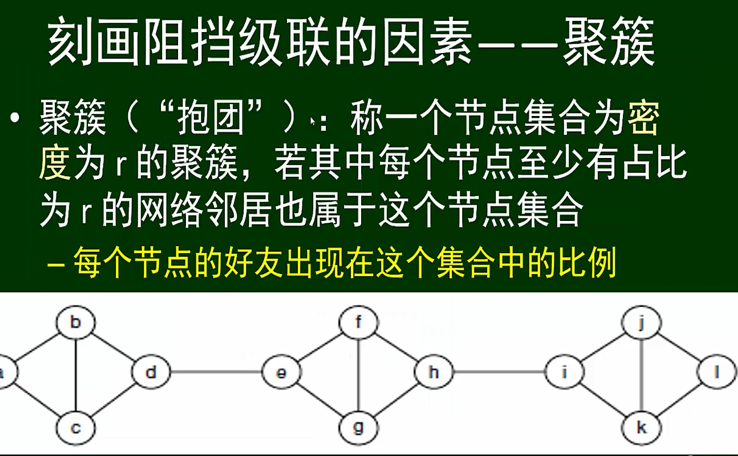 刻画阻挡级联的因素——聚簇
• 聚簇（“抱团”）：称一个节点集合为密
度为 r 的聚簇，若其中每个节点至少有占比
为 r 的网络邻居也属于这个节点集合
– 每个节点的好友出现在这个集合中的比例
b f j
a d e h i l
c g k